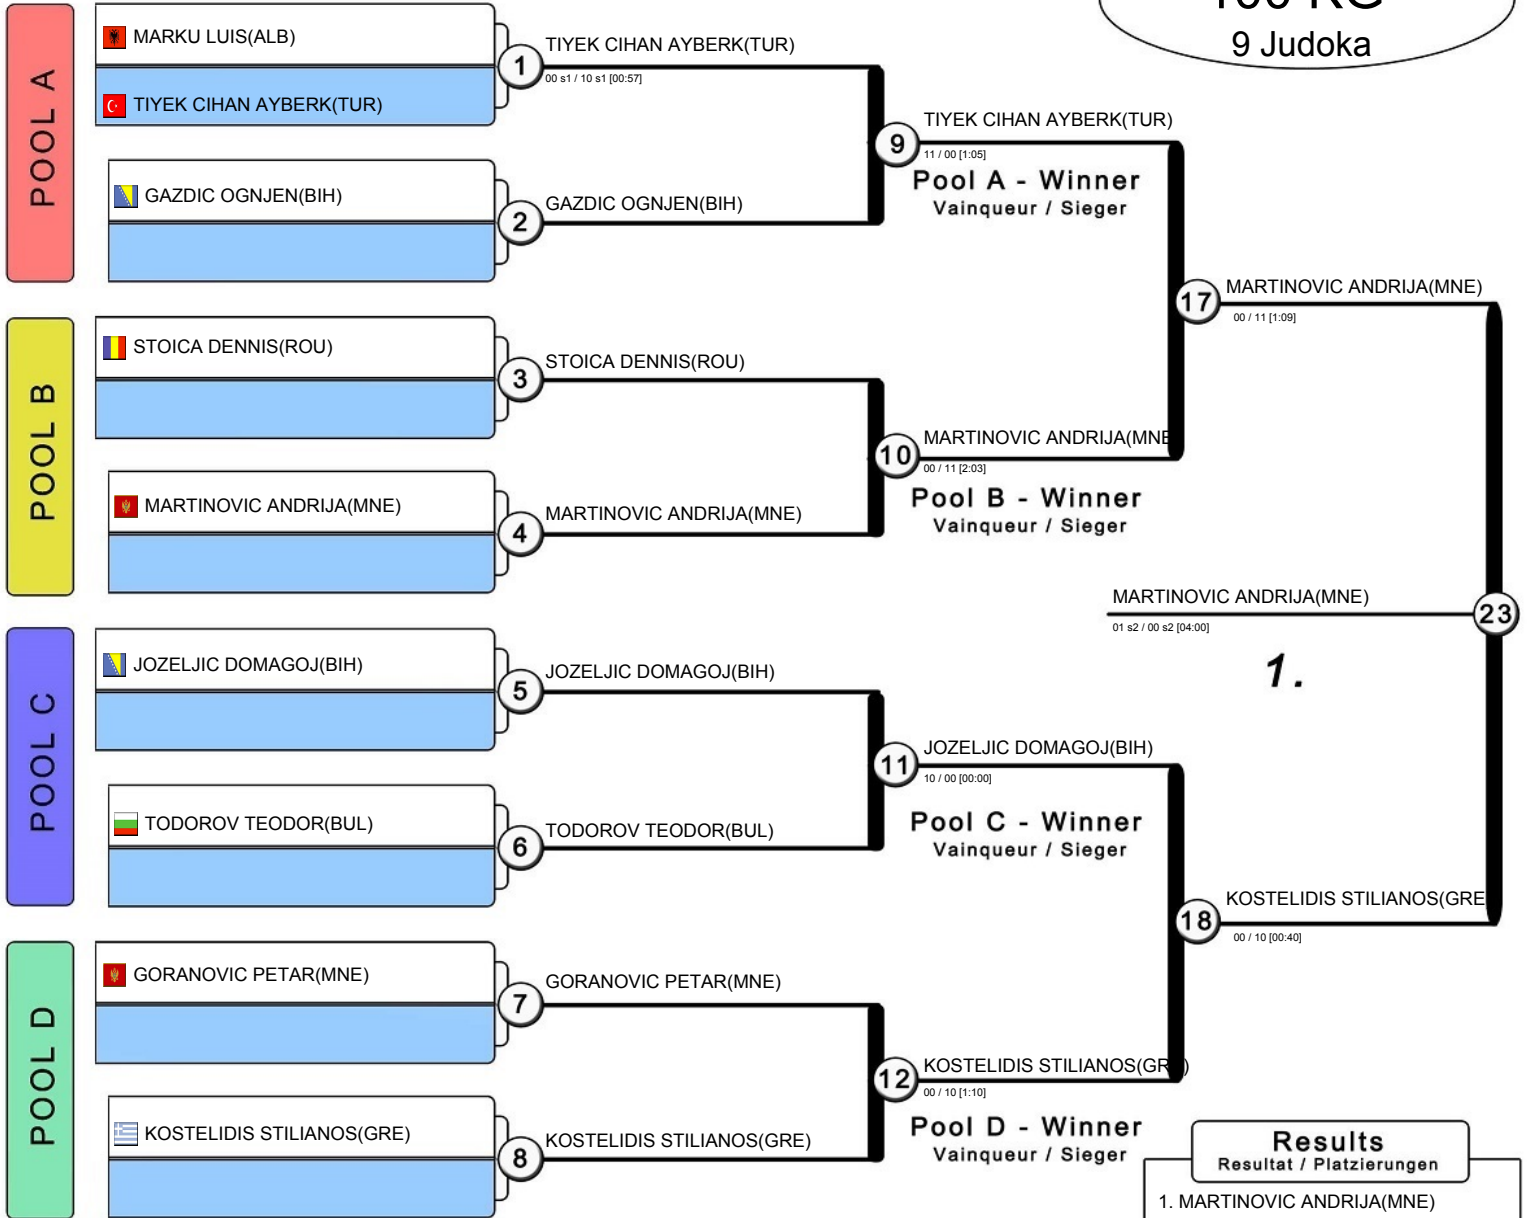 9 Judoka
POOL A
MARKU LUIS(ALB)
TIYEK CIHAN AYBERK(TUR)
1
TIYEK CIHAN AYBERK(TUR)
00 s1 / 10 s1 [00:57]
GAZDIC OGNJEN(BIH)
2
GAZDIC OGNJEN(BIH)
9
TIYEK CIHAN AYBERK(TUR)
11 / 00 [1:05]
Pool A - Winner
Vainqueur / Sieger
POOL B
STOICA DENNIS(ROU)
3
STOICA DENNIS(ROU)
MARTINOVIC ANDRIJA(MNE)
4
MARTINOVIC ANDRIJA(MNE)
10
MARTINOVIC ANDRIJA(MNE
00 / 11 [2:03]
Pool B - Winner
Vainqueur / Sieger
17
MARTINOVIC ANDRIJA(MNE)
00 / 11 [1:09]
MARTINOVIC ANDRIJA(MNE)
23
01 s2 / 00 s2 [04:00]
1.
POOL C
JOZELJIC DOMAGOJ(BIH)
5
JOZELJIC DOMAGOJ(BIH)
TODOROV TEODOR(BUL)
6
TODOROV TEODOR(BUL)
11
JOZELJIC DOMAGOJ(BIH)
10 / 00 [00:00]
Pool C - Winner
Vainqueur / Sieger
18
KOSTELIDIS STILIANOS(GRE
00 / 10 [00:40]
POOL D
GORANOVIC PETAR(MNE)
7
GORANOVIC PETAR(MNE)
KOSTELIDIS STILIANOS(GRE)
8
KOSTELIDIS STILIANOS(GRE)
12
KOSTELIDIS STILIANOS(GR )
00 / 10 [1:10]
Pool D - Winner
Vainqueur / Sieger
Results
Resultat / Platzierungen
1. MARTINOVIC ANDRIJA(MNE)